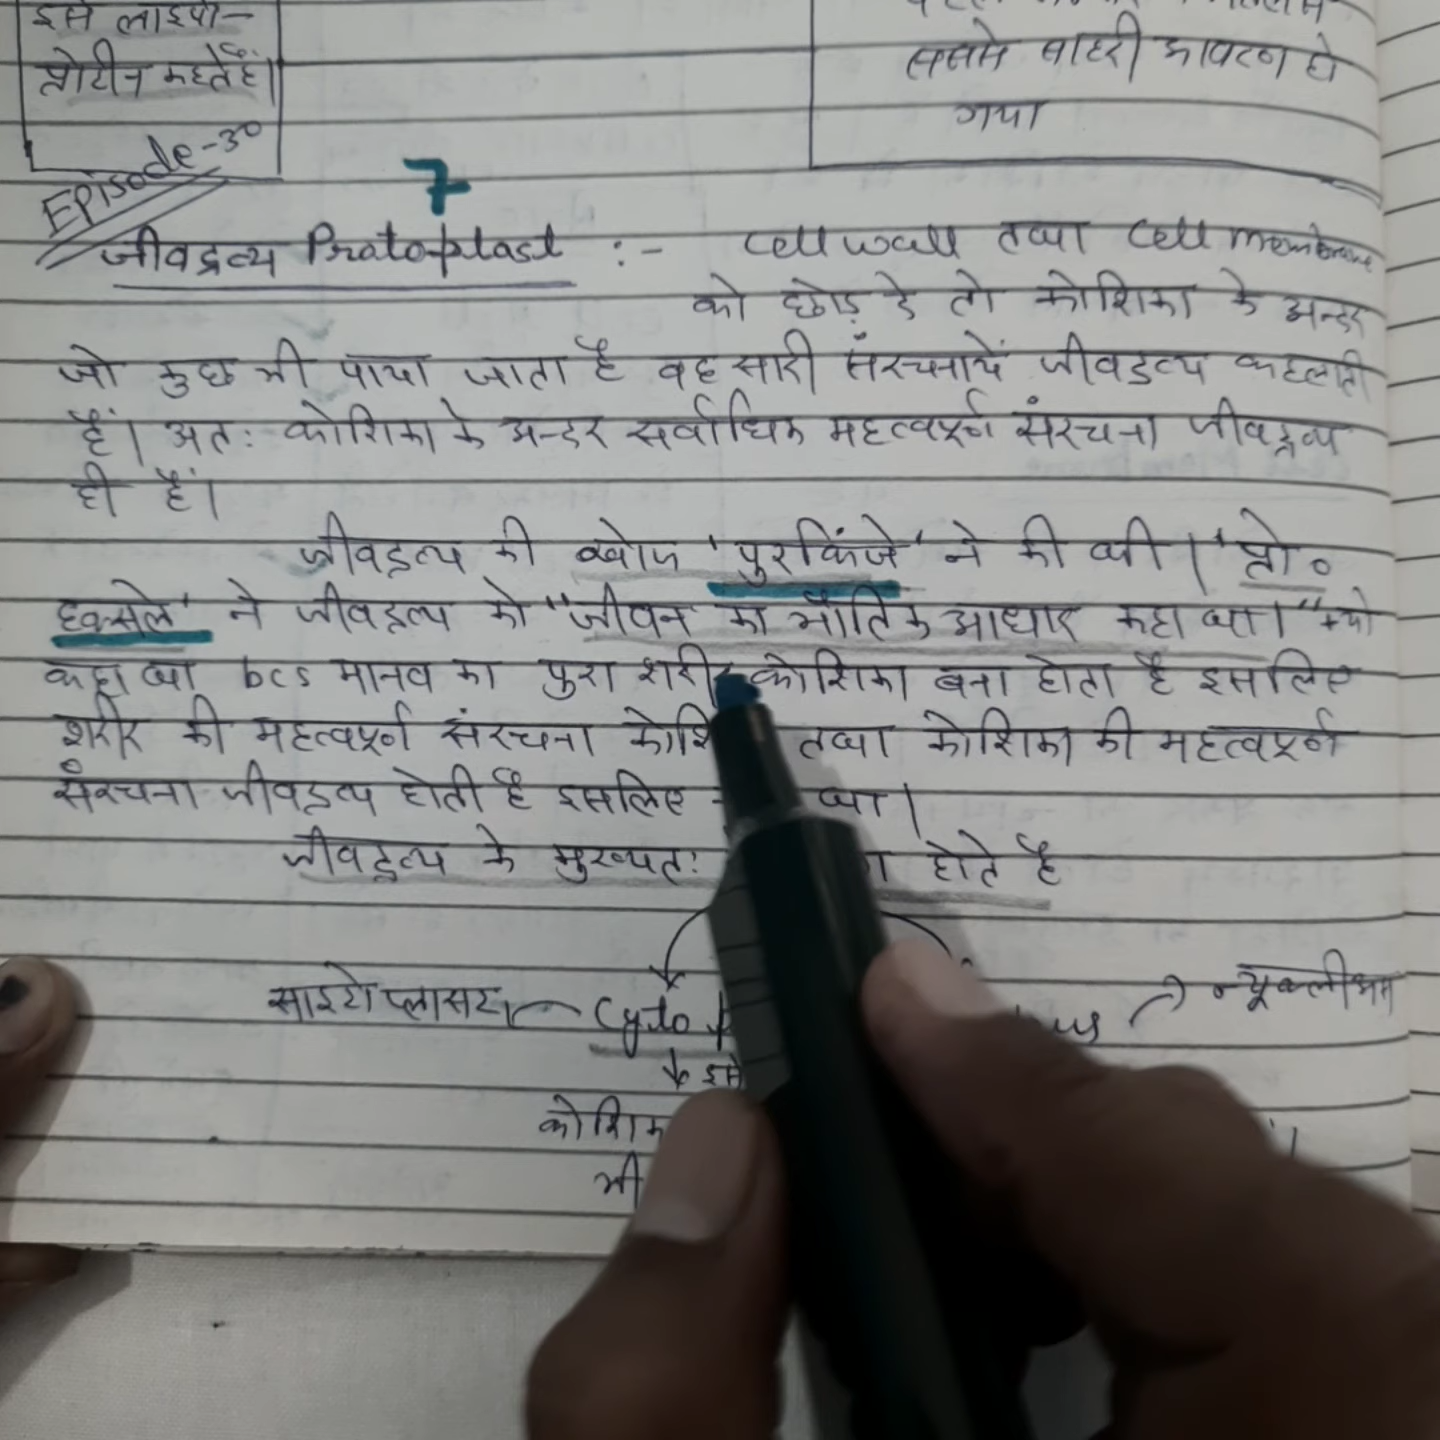 इसे लाइपो-
प्रोटीन कहते है।
सबसे बाहरी आवरण हो
गया
Episode-30
7
जीवद्रव्य Protoplast :- cell wall तथा cell membrane
को छोड़ दे तो कोशिका के अन्दर
जो कुछ भी पाया जाता है वह सारी संरचनायें जीवद्रव्य कहलाती
हैं। अतः कोशिका के अन्दर सर्वाधिक महत्वपूर्ण संरचना जीवद्रव्य
ही हैं।
जीवद्रव्य की खोज 'पुरकिंजे' ने की थी। 'प्रो०
हक्सले' ने जीवद्रव्य को "जीवन का भौतिक आधार कहा था।" क्यो
कहा था bcs मानव का पुरा शरीर कोशिका बना होता है इसलिए
शरीर की महत्वपूर्ण संरचना कोशि तथा कोशिका की महत्वपूर्ण
संरचना जीवद्रव्य होती है इसलिए था।
जीवद्रव्य के मुख्यतः होते है
साइटोप्लास्ट Cyto न्यूक्लीअस
इसे
कोशिक
भी